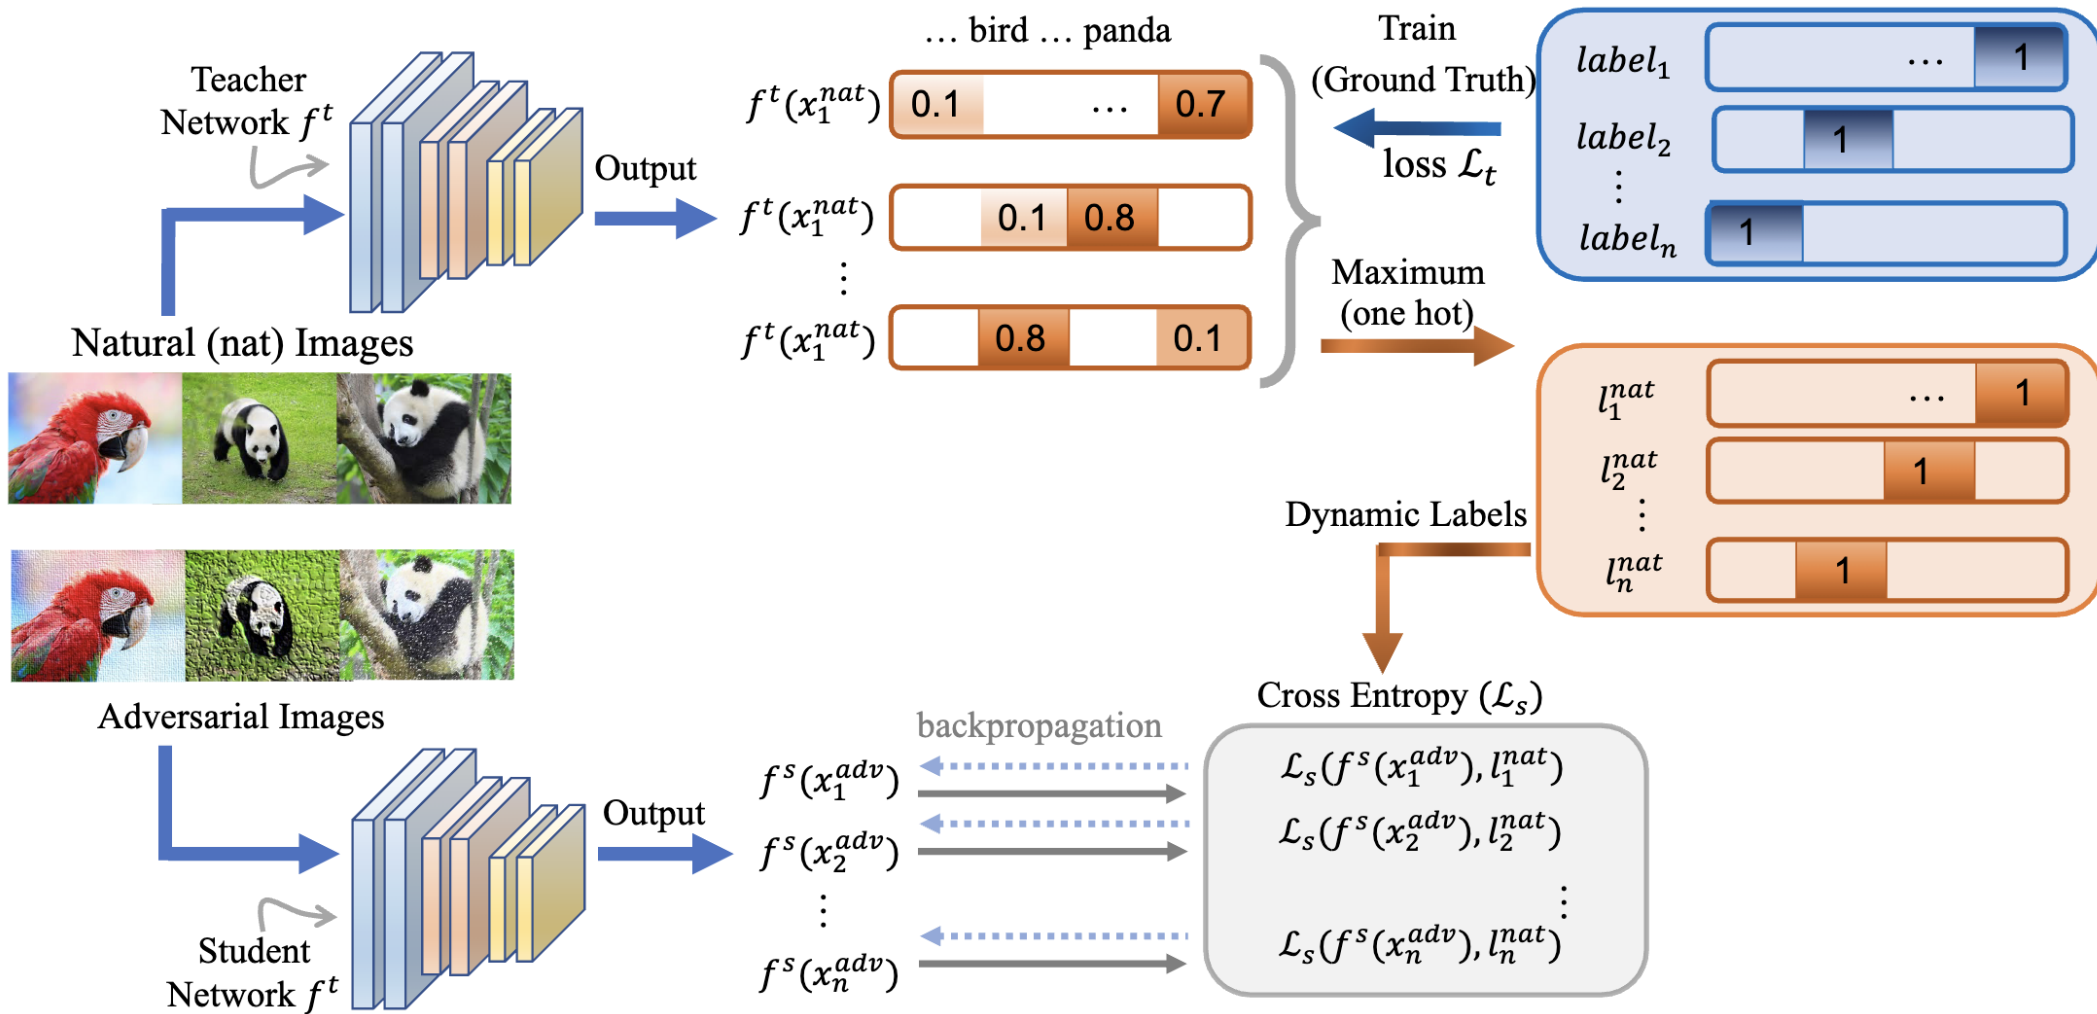 Teacher
Network f^t
Output
… bird … panda
f^t(x_1^{nat}) 0.1 … 0.7
f^t(x_1^{nat}) 0.1 0.8
⋮
f^t(x_1^{nat}) 0.8 0.1
Train
(Ground Truth)
loss ℒ_t
label_1 … 1
label_2 1
⋮
label_n 1
Maximum
(one hot)
l_1^{nat} … 1
l_2^{nat} 1
⋮
l_n^{nat} 1
Natural (nat) Images
Dynamic Labels
Adversarial Images
Cross Entropy (ℒ_s)
backpropagation
Output
f^s(x_1^{adv})
f^s(x_2^{adv})
⋮
f^s(x_n^{adv})
ℒ_s(f^s(x_1^{adv}), l_1^{nat})
ℒ_s(f^s(x_2^{adv}), l_2^{nat})
⋮
ℒ_s(f^s(x_n^{adv}), l_n^{nat})
Student
Network f^t